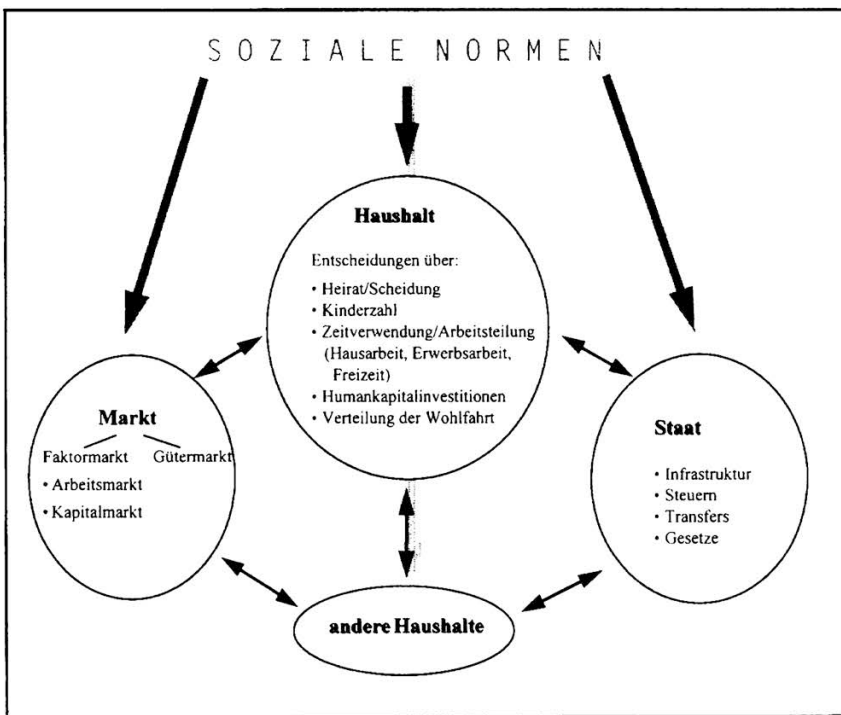 SOZIALE NORMEN
Haushalt
Entscheidungen über:
• Heirat/Scheidung
• Kinderzahl
• Zeitverwendung/Arbeitsteilung
(Hausarbeit, Erwerbsarbeit,
Freizeit)
• Humankapitalinvestitionen
• Verteilung der Wohlfahrt
Markt
Faktormarkt Gütermarkt
• Arbeitsmarkt
• Kapitalmarkt
Staat
• Infrastruktur
• Steuern
• Transfers
• Gesetze
andere Haushalte